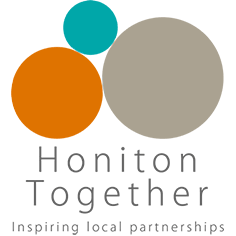 Honiton
Together
Inspiring local partnerships